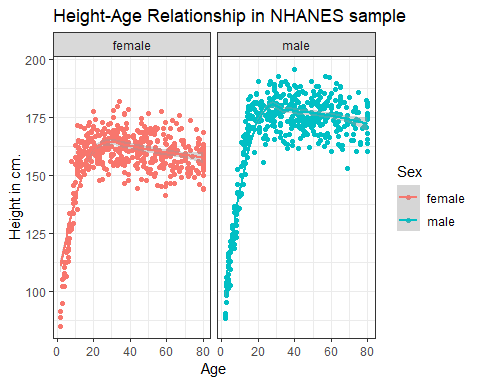 Height-Age Relationship in NHANES sample
female male
200
175
150
125
100
Height in cm.
0 20 40 60 80 0 20 40 60 80
Age
Sex
female
male